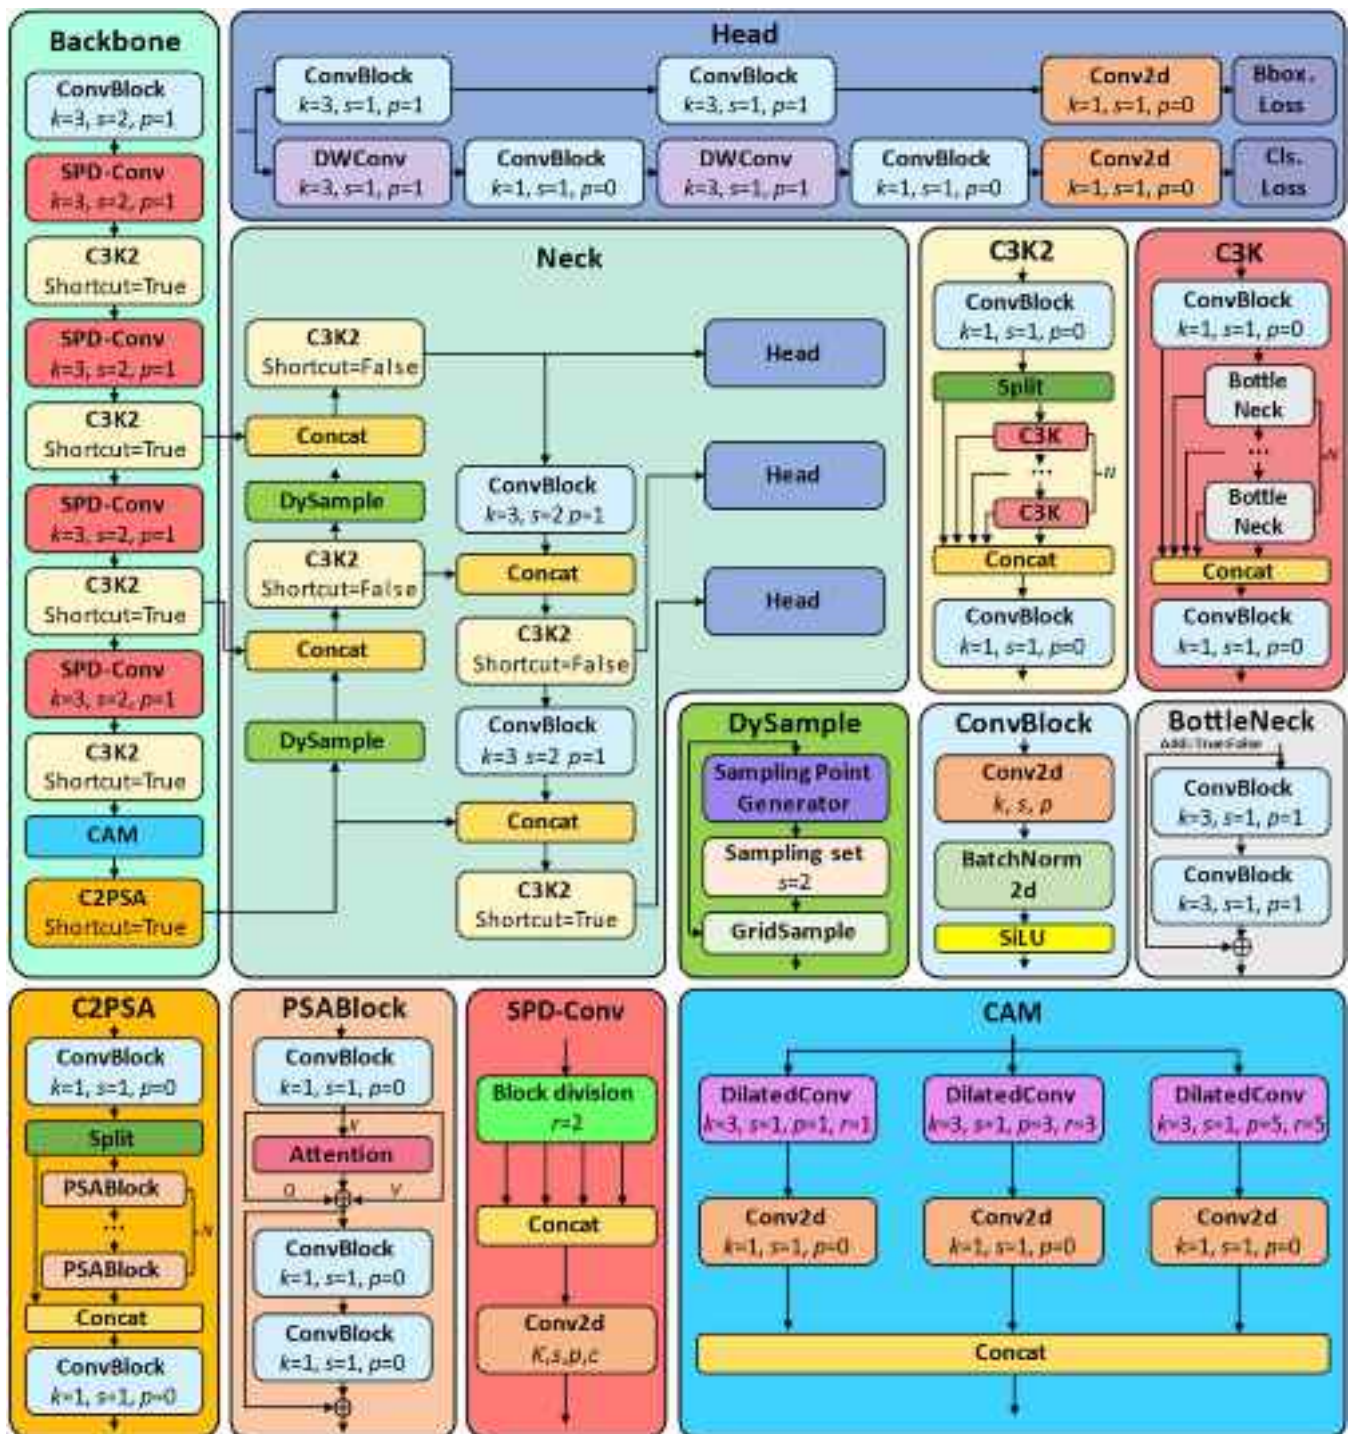 Backbone
ConvBlock
k=3, s=2, p=1
SPD-Conv
k=3, s=2, p=1
C3K2
Shortcut=True
SPD-Conv
k=3, s=2, p=1
C3K2
Shortcut=True
SPD-Conv
k=3, s=2, p=1
C3K2
Shortcut=True
SPD-Conv
k=3, s=2, p=1
C3K2
Shortcut=True
CAM
C2PSA
Shortcut=True
Head
ConvBlock
k=3, s=1, p=1
ConvBlock
k=3, s=1, p=1
Conv2d
k=1, s=1, p=0
Bbox.
Loss
DWConv
k=3, s=1, p=1
ConvBlock
k=1, s=1, p=0
DWConv
k=3, s=1, p=1
ConvBlock
k=1, s=1, p=0
Conv2d
k=1, s=1, p=0
Cls.
Loss
Neck
C3K2
Shortcut=False
Concat
DySample
C3K2
Shortcut=False
Concat
DySample
ConvBlock
k=3, s=2 p=1
Concat
C3K2
Shortcut=False
ConvBlock
k=3 s=2 p=1
Concat
C3K2
Shortcut=True
Head
Head
Head
C3K2
ConvBlock
k=1, s=1, p=0
Split
C3K
...
C3K
N
Concat
ConvBlock
k=1, s=1, p=0
C3K
ConvBlock
k=1, s=1, p=0
Bottle
Neck
...
Bottle
Neck
N
Concat
ConvBlock
k=1, s=1, p=0
DySample
Sampling Point
Generator
Sampling set
s=2
GridSample
ConvBlock
Conv2d
k, s, p
BatchNorm
2d
SiLU
BottleNeck
Add: True:False
ConvBlock
k=3, s=1, p=1
ConvBlock
k=3, s=1, p=1
C2PSA
ConvBlock
k=1, s=1, p=0
Split
PSABlock
...
PSABlock
N
Concat
ConvBlock
k=1, s=1, p=0
PSABlock
ConvBlock
k=1, s=1, p=0
K
Attention
Q
V
ConvBlock
k=1, s=1, p=0
ConvBlock
k=1, s=1, p=0
SPD-Conv
Block division
r=2
Concat
Conv2d
K,s,p,c
CAM
DilatedConv
k=3, s=1, p=1, r=1
DilatedConv
k=3, s=1, p=3, r=3
DilatedConv
k=3, s=1, p=5, r=5
Conv2d
k=1, s=1, p=0
Conv2d
k=1, s=1, p=0
Conv2d
k=1, s=1, p=0
Concat